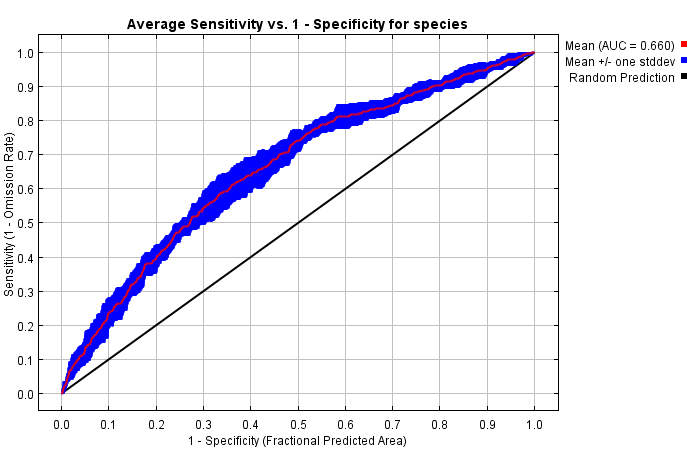 Average Sensitivity vs. 1 - Specificity for species
Mean (AUC = 0.660)
Mean +/- one stddev
Random Prediction
Sensitivity (1 - Omission Rate)
1.0
0.9
0.8
0.7
0.6
0.5
0.4
0.3
0.2
0.1
0.0
0.0 0.1 0.2 0.3 0.4 0.5 0.6 0.7 0.8 0.9 1.0
1 - Specificity (Fractional Predicted Area)